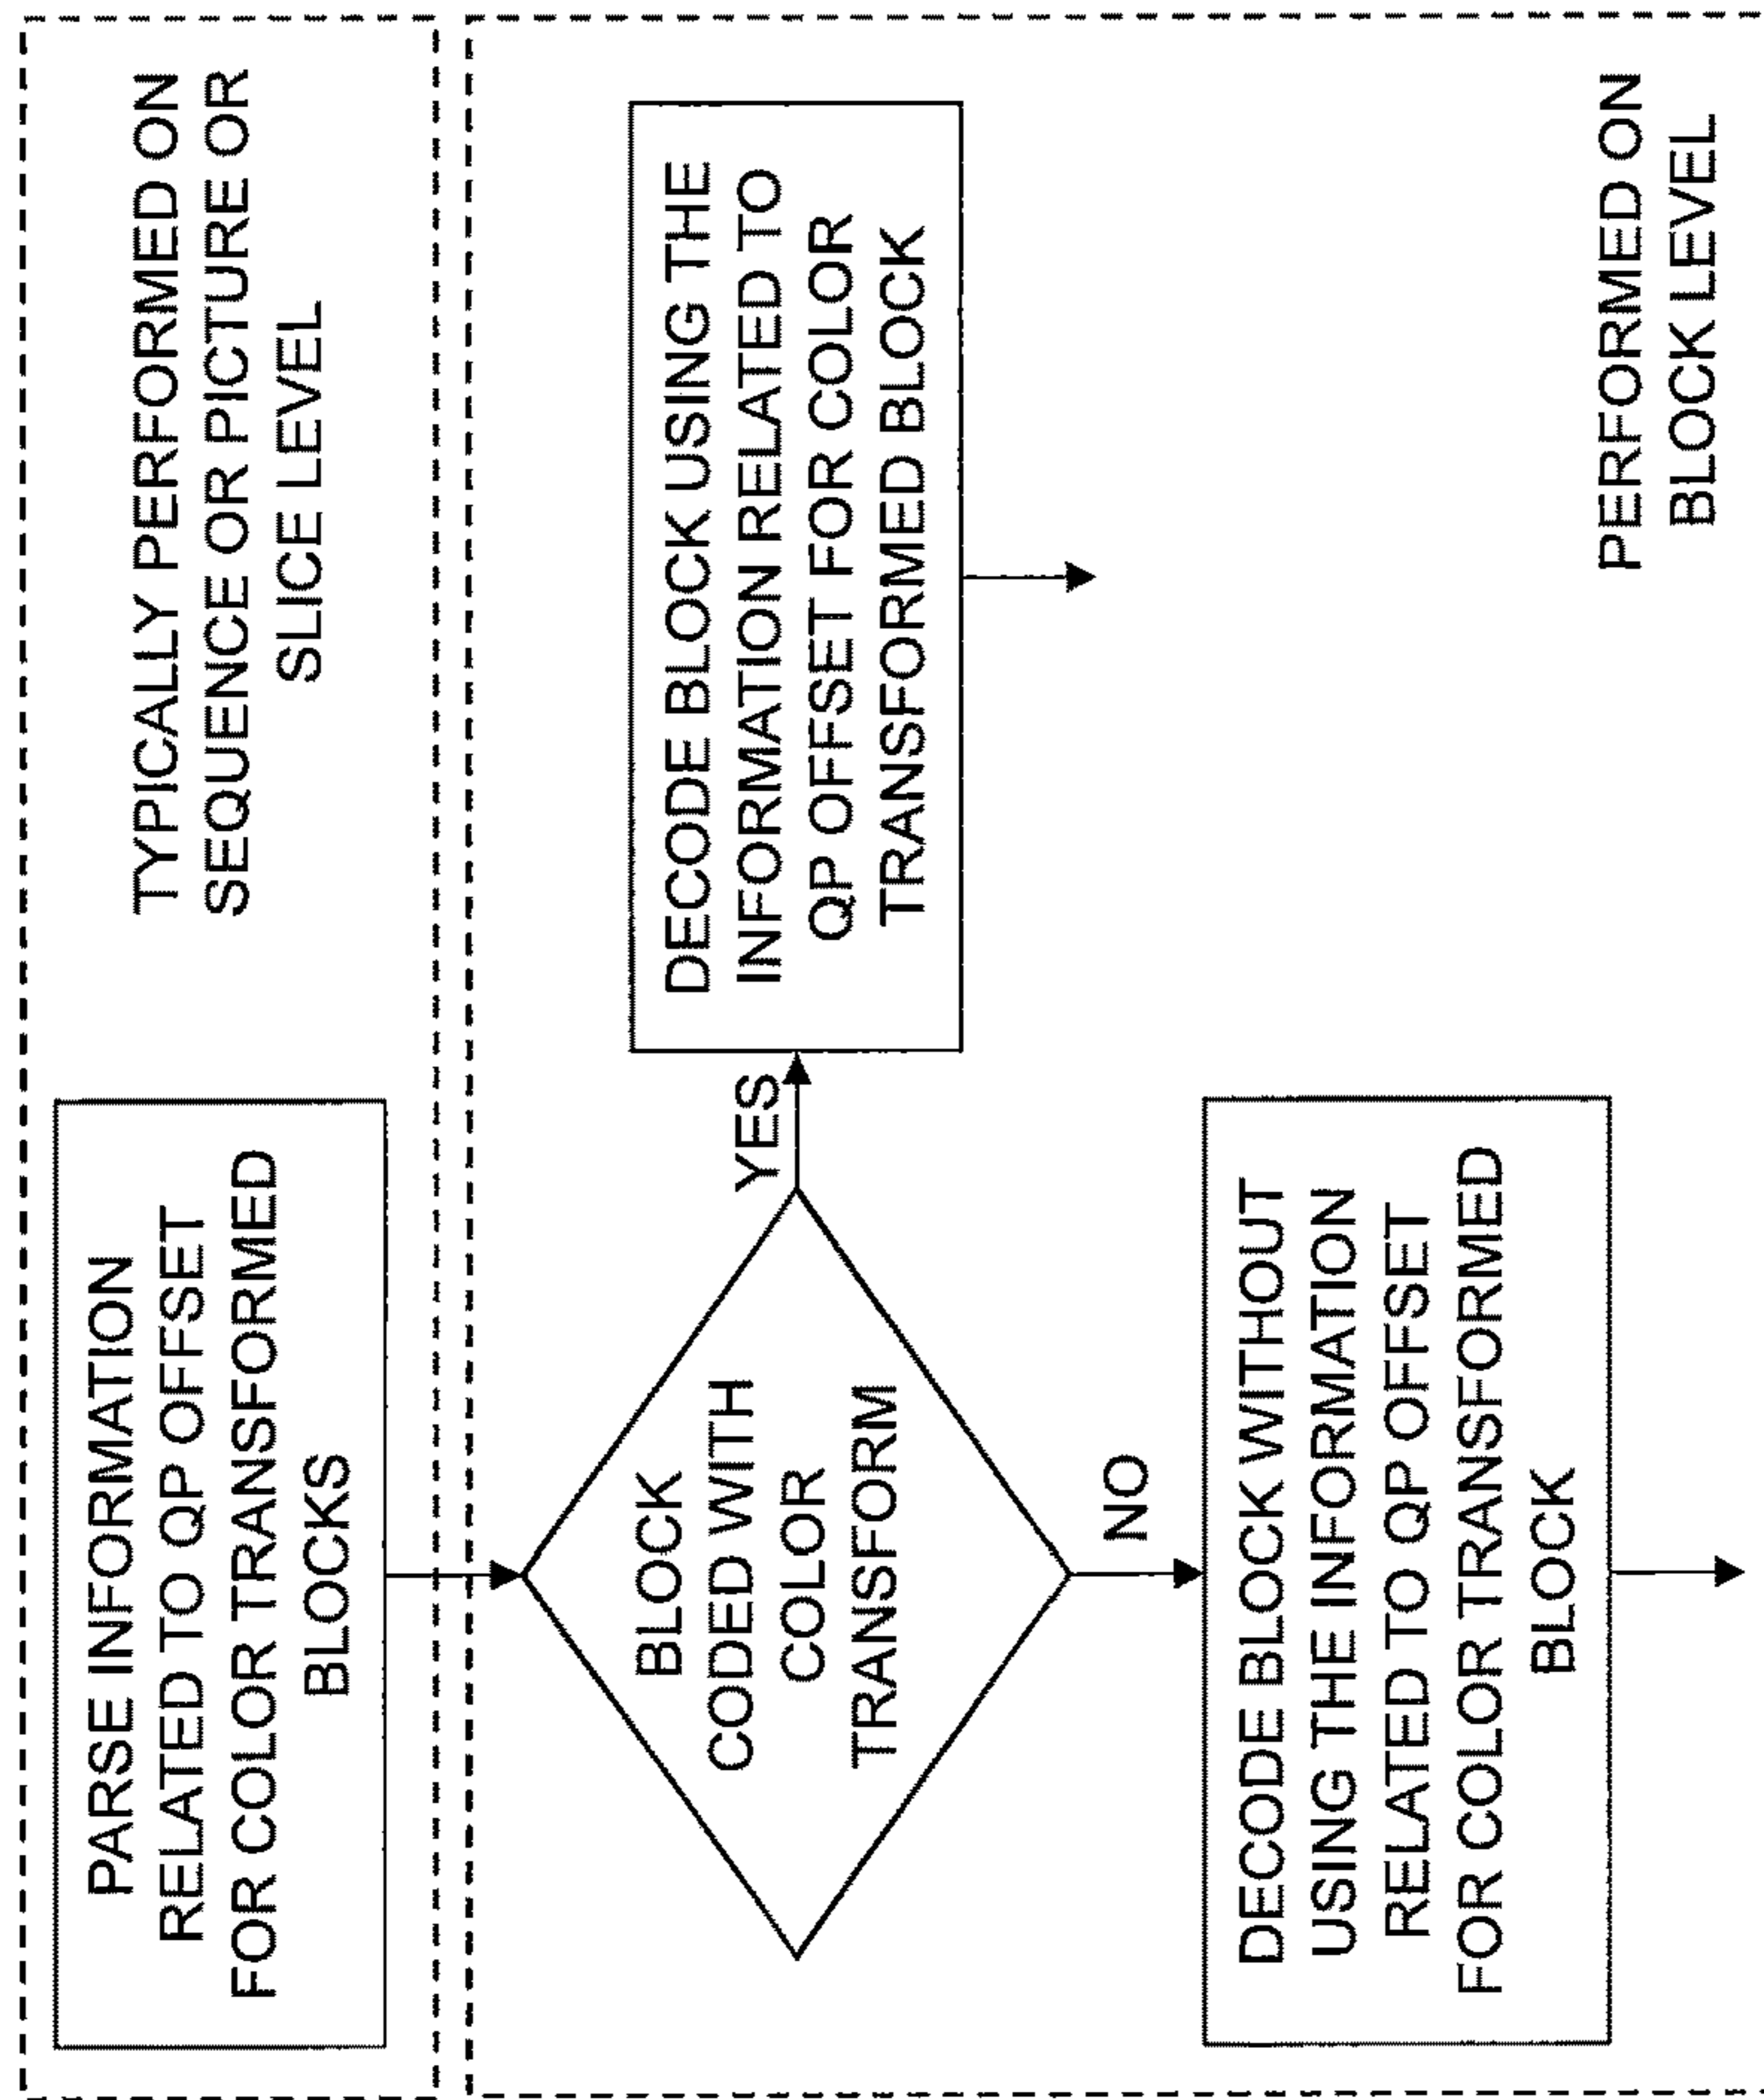 PARSE INFORMATION
RELATED TO QP OFFSET
FOR COLOR TRANSFORMED
BLOCKS
TYPICALLY PERFORMED ON
SEQUENCE OR PICTURE OR
SLICE LEVEL
BLOCK
CODED WITH
COLOR
TRANSFORM
YES
DECODE BLOCK USING THE
INFORMATION RELATED TO
QP OFFSET FOR COLOR
TRANSFORMED BLOCK
NO
DECODE BLOCK WITHOUT
USING THE INFORMATION
RELATED TO QP OFFSET
FOR COLOR TRANSFORMED
BLOCK
PERFORMED ON
BLOCK LEVEL